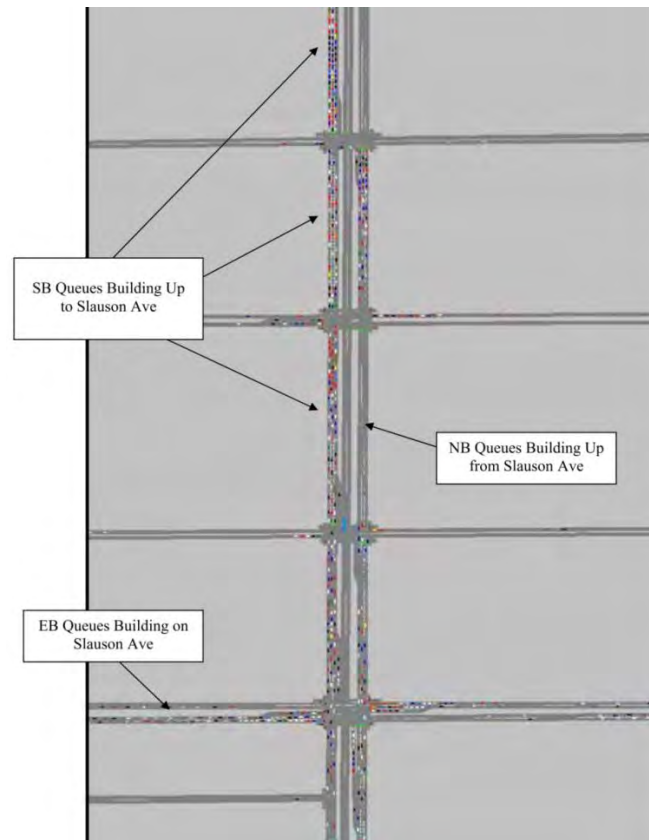 SB Queues Building Up
to Slauson Ave
NB Queues Building Up
from Slauson Ave
EB Queues Building on
Slauson Ave